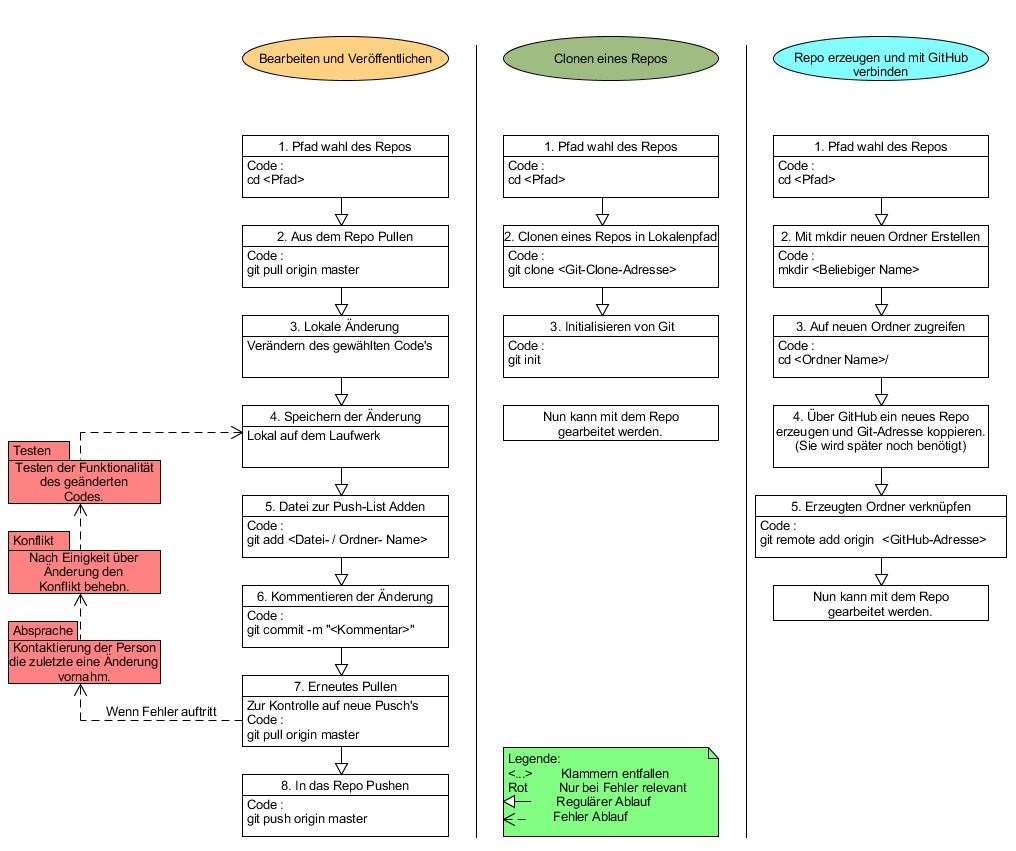 Bearbeiten und Veröffentlichen
1. Pfad wahl des Repos
Code :
cd <Pfad>
2. Aus dem Repo Pullen
Code :
git pull origin master
3. Lokale Änderung
Verändern des gewählten Code's
4. Speichern der Änderung
Lokal auf dem Laufwerk
5. Datei zur Push-List Adden
Code :
git add <Datei- / Ordner- Name>
6. Kommentieren der Änderung
Code :
git commit -m "<Kommentar>"
7. Erneutes Pullen
Zur Kontrolle auf neue Pusch's
Code :
git pull origin master
8. In das Repo Pushen
Code :
git push origin master
Wenn Fehler auftritt
Absprache
Kontaktierung der Person
die zuletzte eine Änderung
vornahm.
Konflikt
Nach Einigkeit über
Änderung den
Konflikt behebn.
Testen
Testen der Funktionalität
des geänderten
Codes.
Clonen eines Repos
1. Pfad wahl des Repos
Code :
cd <Pfad>
2. Clonen eines Repos in Lokalenpfad
Code :
git clone <Git-Clone-Adresse>
3. Initialisieren von Git
Code :
git init
Nun kann mit dem Repo
gearbeitet werden.
Legende:
<...> Klammern entfallen
Rot Nur bei Fehler relevant
Regulärer Ablauf
Fehler Ablauf
Repo erzeugen und mit GitHub
verbinden
1. Pfad wahl des Repos
Code :
cd <Pfad>
2. Mit mkdir neuen Ordner Erstellen
Code :
mkdir <Beliebiger Name>
3. Auf neuen Ordner zugreifen
Code :
cd <Ordner Name>/
4. Über GitHub ein neues Repo
erzeugen und Git-Adresse koppieren.
(Sie wird später noch benötigt)
5. Erzeugten Ordner verknüpfen
Code :
git remote add origin <GitHub-Adresse>
Nun kann mit dem Repo
gearbeitet werden.